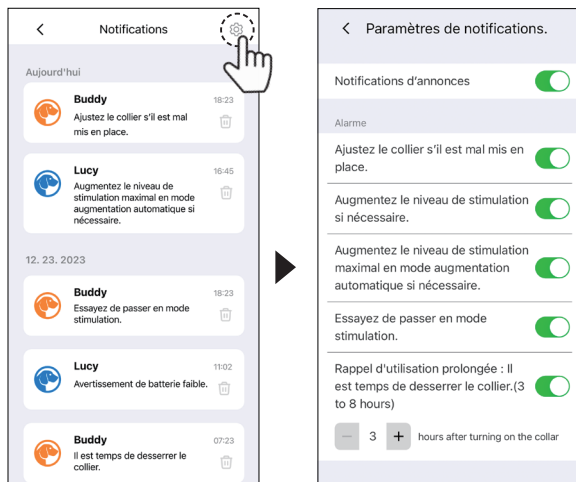 Notifications
Aujourd'hui
Buddy
18:23
Ajustez le collier s'il est mal
mis en place.
Lucy
16:45
Augmentez le niveau de
stimulation maximal en mode
augmentation automatique si
nécessaire.
12. 23. 2023
Buddy
18:23
Essayez de passer en mode
stimulation.
Lucy
11:02
Avertissement de batterie faible.
Buddy
07:23
Il est temps de desserrer le
collier.
Paramètres de notifications.
Notifications d'annonces
Alarme
Ajustez le collier s'il est mal mis en
place.
Augmentez le niveau de stimulation
si nécessaire.
Augmentez le niveau de stimulation
maximal en mode augmentation
automatique si nécessaire.
Essayez de passer en mode
stimulation.
Rappel d'utilisation prolongée : Il
est temps de desserrer le collier.(3
to 8 hours)
− 3 + hours after turning on the collar